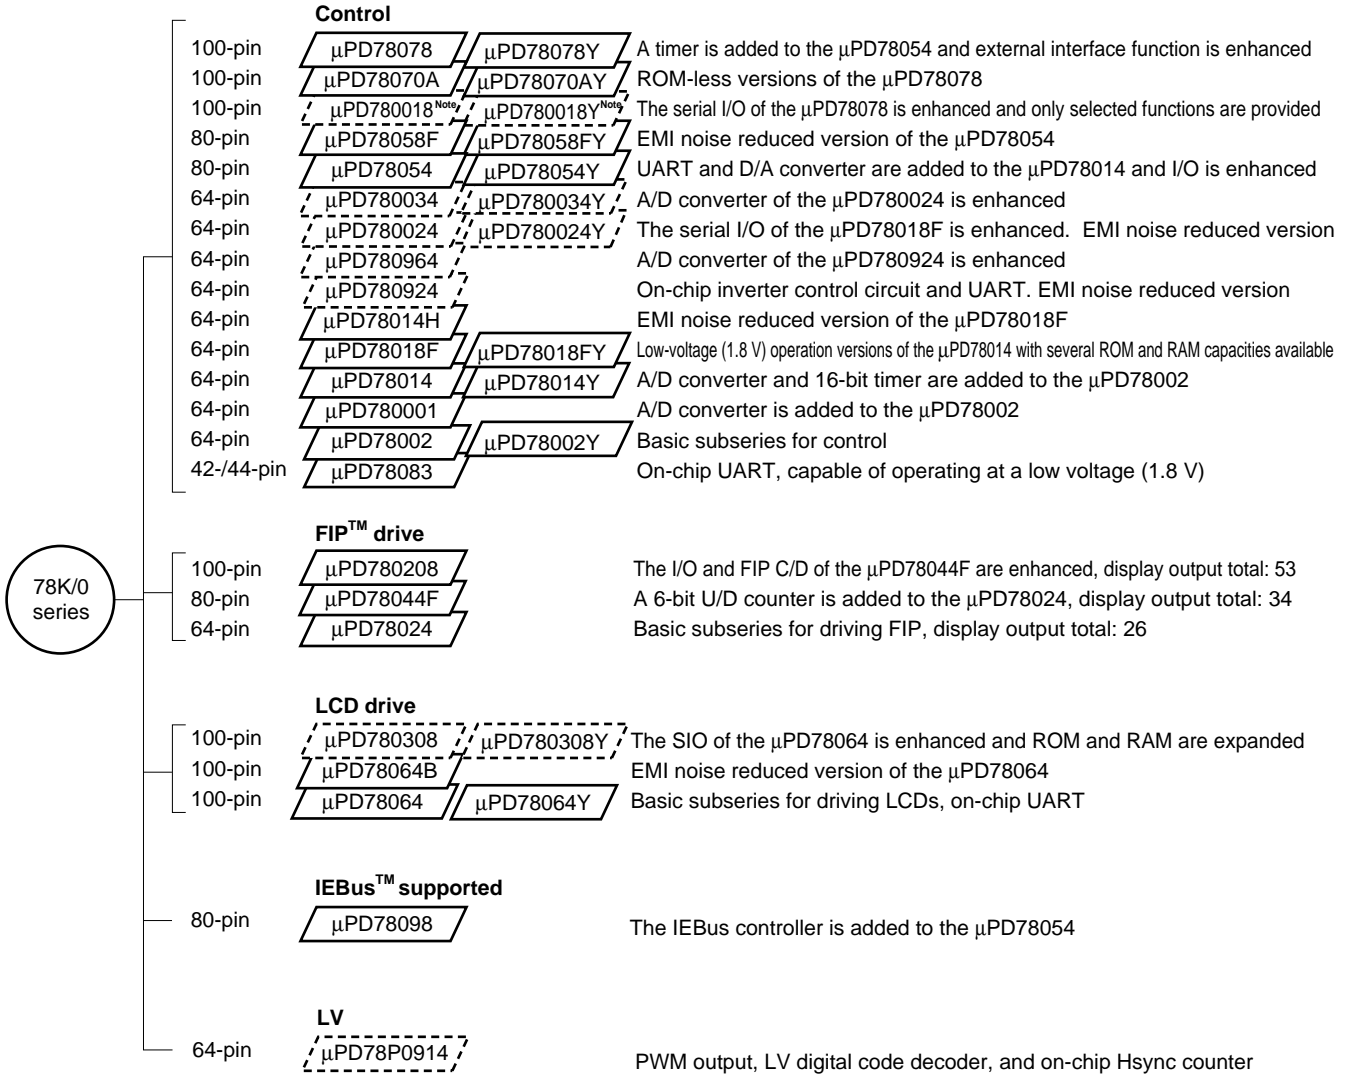 Control
100-pin μPD78078 μPD78078Y A timer is added to the μPD78054 and external interface function is enhanced
100-pin μPD78070A μPD78070AY ROM-less versions of the μPD78078
100-pin μPD780018 Note μPD780018Y Note The serial I/O of the μPD78078 is enhanced and only selected functions are provided
80-pin μPD78058F μPD78058FY EMI noise reduced version of the μPD78054
80-pin μPD78054 μPD78054Y UART and D/A converter are added to the μPD78014 and I/O is enhanced
64-pin μPD780034 μPD780034Y A/D converter of the μPD780024 is enhanced
64-pin μPD780024 μPD780024Y The serial I/O of the μPD78018F is enhanced. EMI noise reduced version
64-pin μPD780964 A/D converter of the μPD780924 is enhanced
64-pin μPD780924 On-chip inverter control circuit and UART. EMI noise reduced version
64-pin μPD78014H EMI noise reduced version of the μPD78018F
64-pin μPD78018F μPD78018FY Low-voltage (1.8 V) operation versions of the μPD78014 with several ROM and RAM capacities available
64-pin μPD78014 μPD78014Y A/D converter and 16-bit timer are added to the μPD78002
64-pin μPD780001 A/D converter is added to the μPD78002
64-pin μPD78002 μPD78002Y Basic subseries for control
42-/44-pin μPD78083 On-chip UART, capable of operating at a low voltage (1.8 V)
FIP™ drive
100-pin μPD780208 The I/O and FIP C/D of the μPD78044F are enhanced, display output total: 53
78K/0
series
80-pin μPD78044F A 6-bit U/D counter is added to the μPD78024, display output total: 34
64-pin μPD78024 Basic subseries for driving FIP, display output total: 26
LCD drive
100-pin μPD780308 μPD780308Y The SIO of the μPD78064 is enhanced and ROM and RAM are expanded
100-pin μPD78064B EMI noise reduced version of the μPD78064
100-pin μPD78064 μPD78064Y Basic subseries for driving LCDs, on-chip UART
IEBus™ supported
80-pin μPD78098 The IEBus controller is added to the μPD78054
LV
64-pin μPD78P0914 PWM output, LV digital code decoder, and on-chip Hsync counter